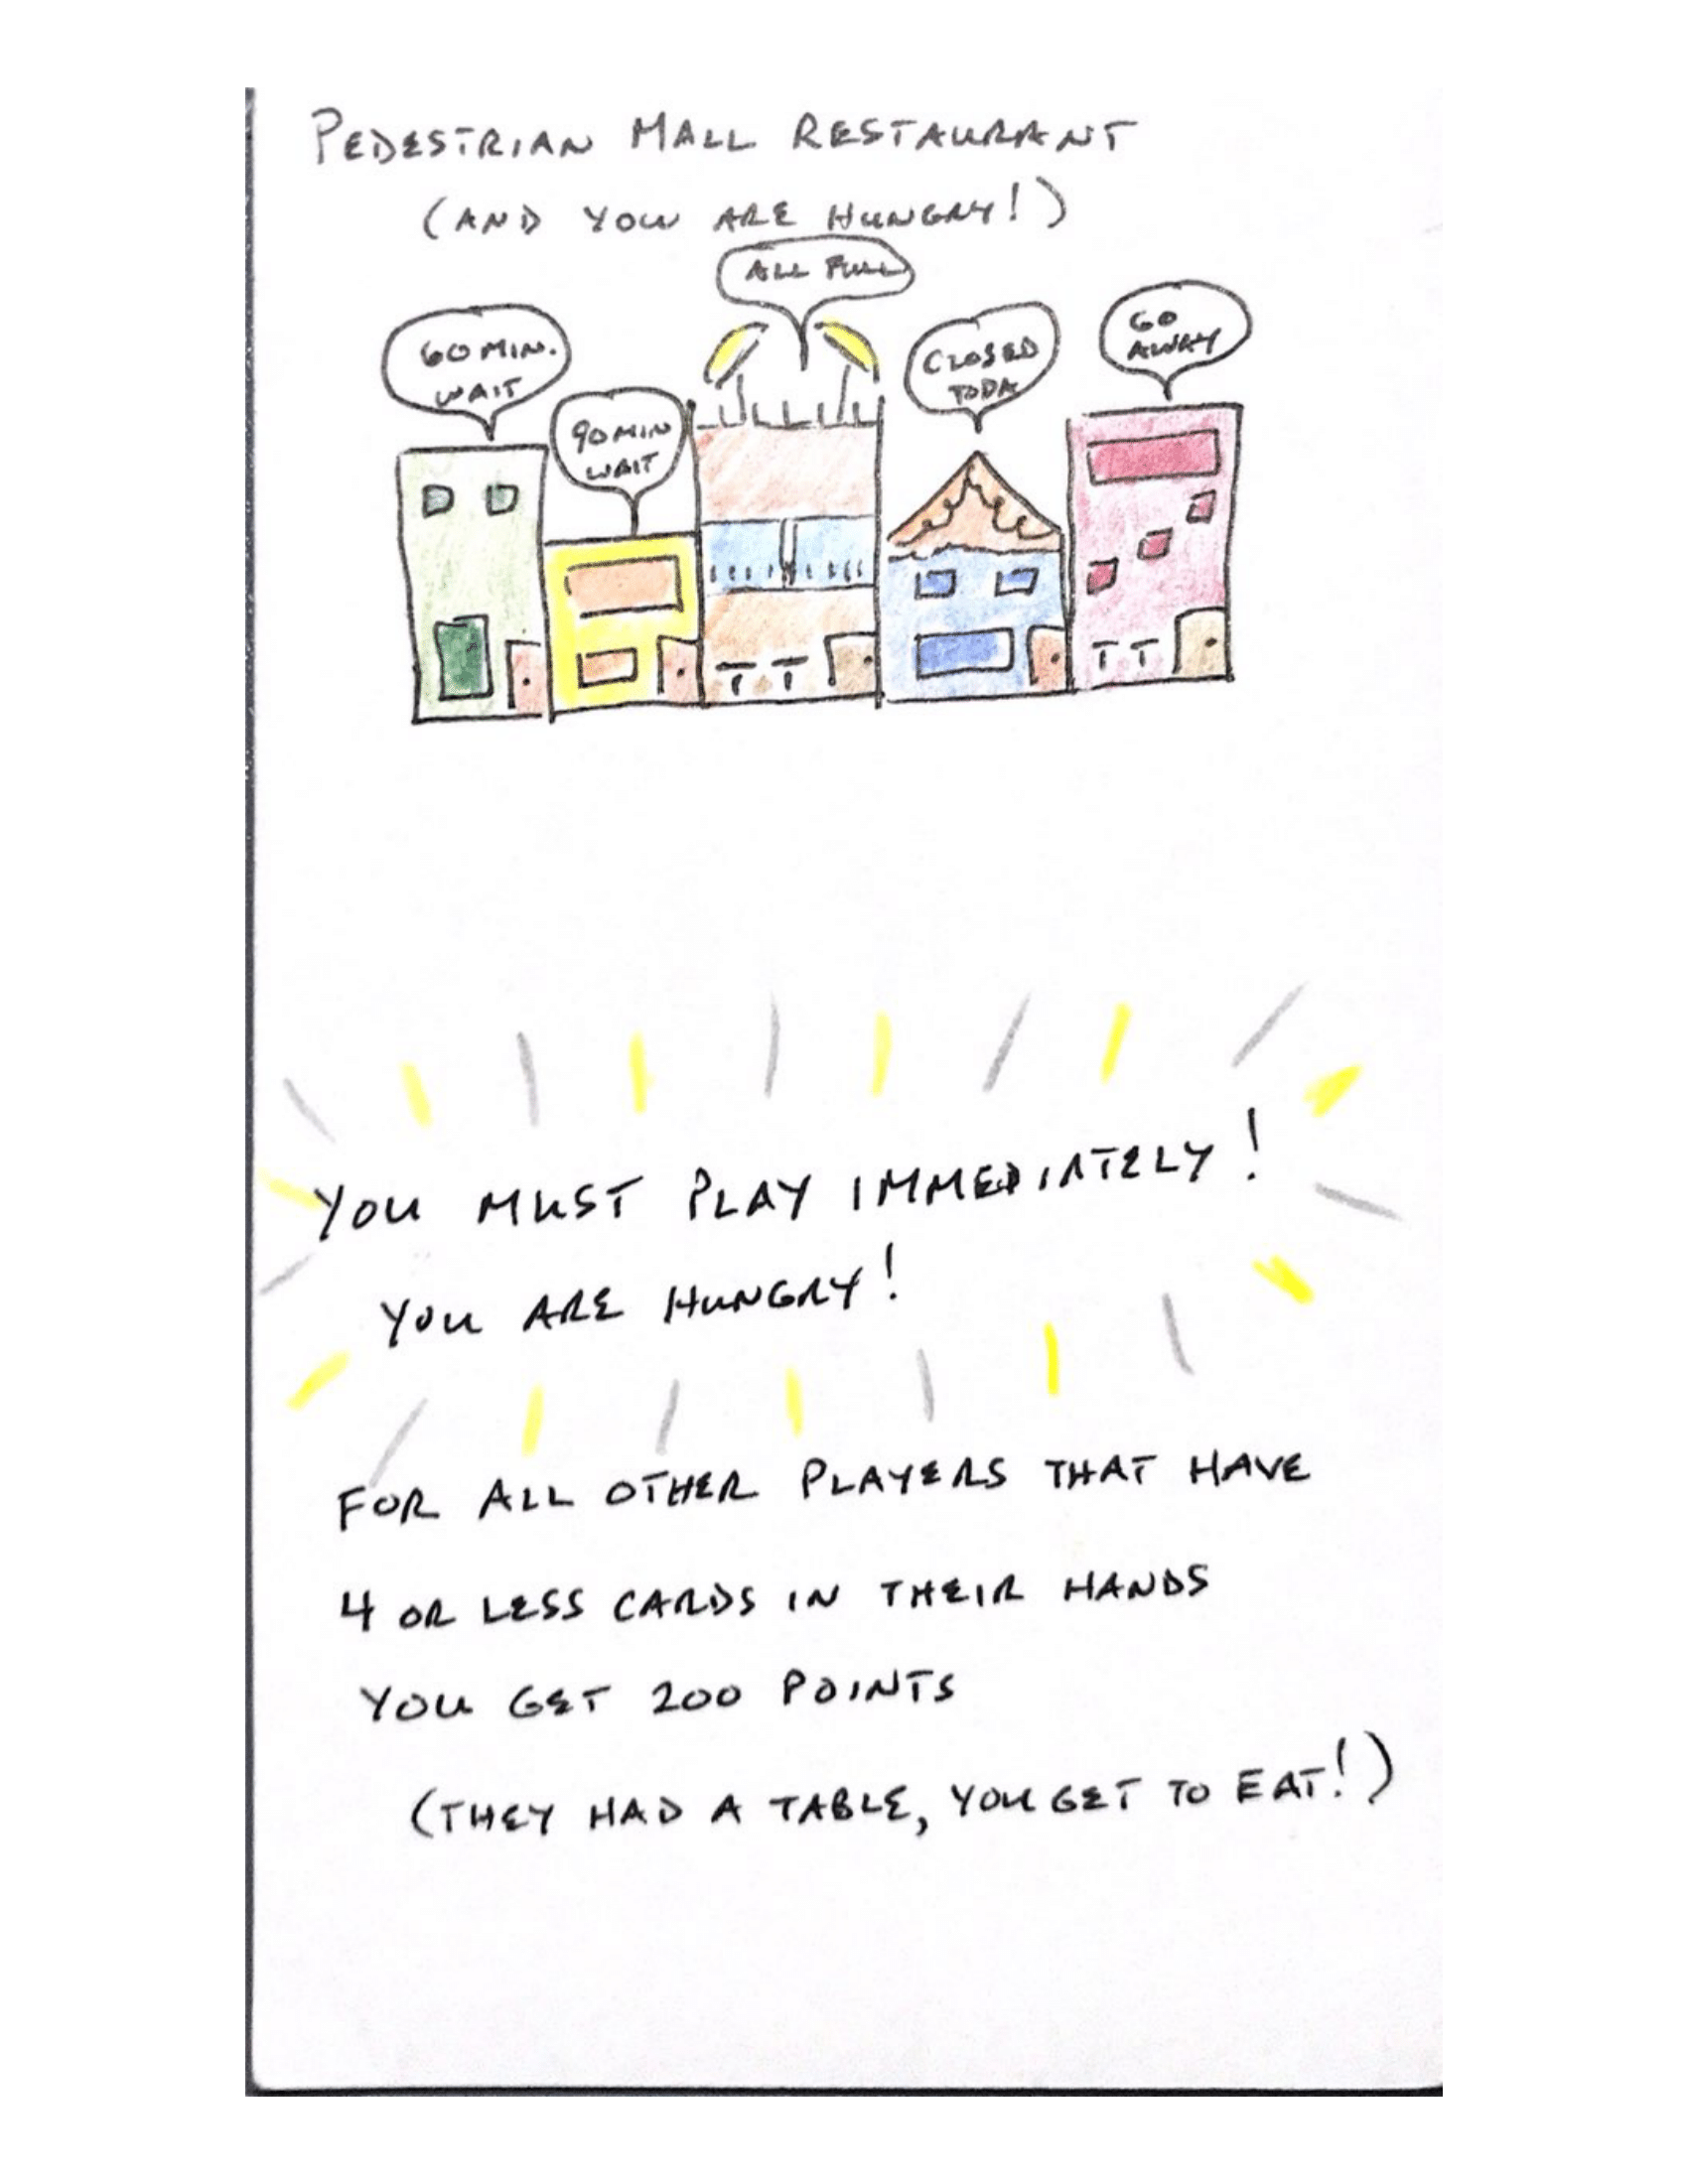 PEDESTRIAN MALL RESTAURANT
(AND YOU ARE HUNGRY!)
ALL FULL
60 MIN.
WAIT
90 MIN
WAIT
CLOSED
TODA
GO
AWAY
YOU MUST PLAY IMMEDIATELY!
YOU ARE HUNGRY!
FOR ALL OTHER PLAYERS THAT HAVE
4 OR LESS CARDS IN THEIR HANDS
YOU GET 200 POINTS
(THEY HAD A TABLE, YOU GET TO EAT!)